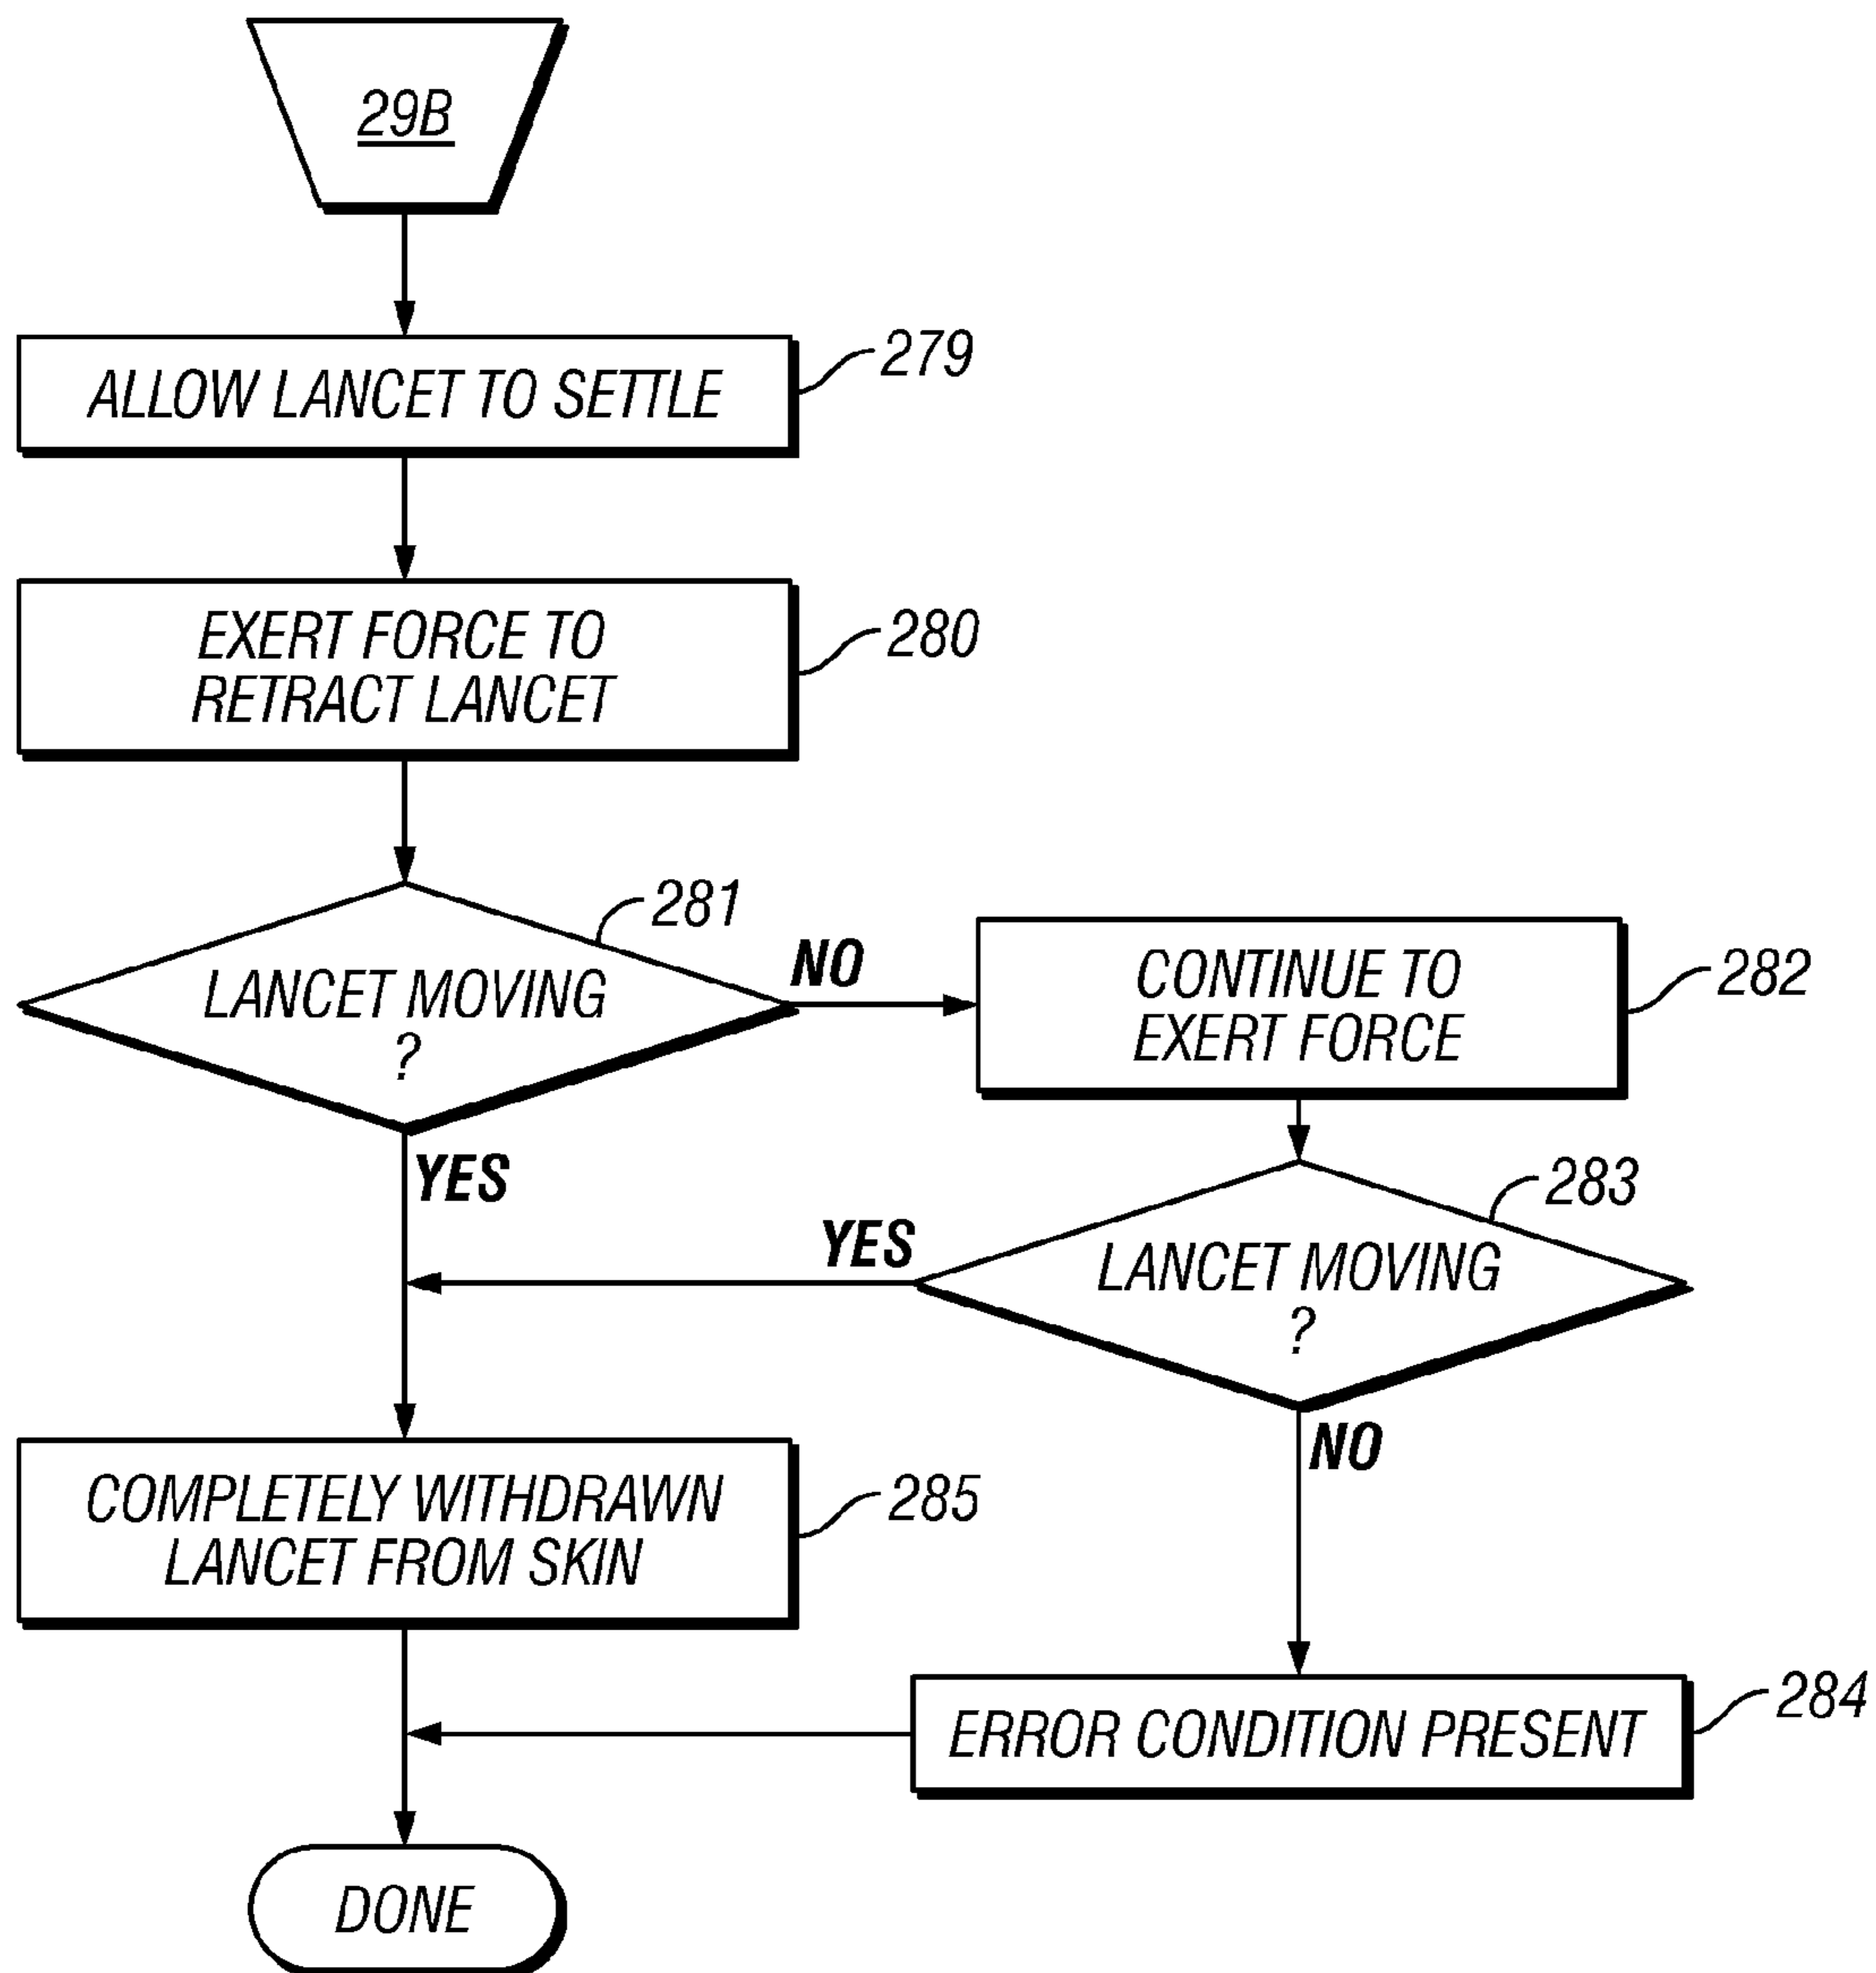 29B
ALLOW LANCET TO SETTLE
279
EXERT FORCE TO
RETRACT LANCET
280
281
LANCET MOVING
?
NO
YES
CONTINUE TO
EXERT FORCE
282
283
LANCET MOVING
?
YES
NO
COMPLETELY WITHDRAWN
LANCET FROM SKIN
285
ERROR CONDITION PRESENT
284
DONE